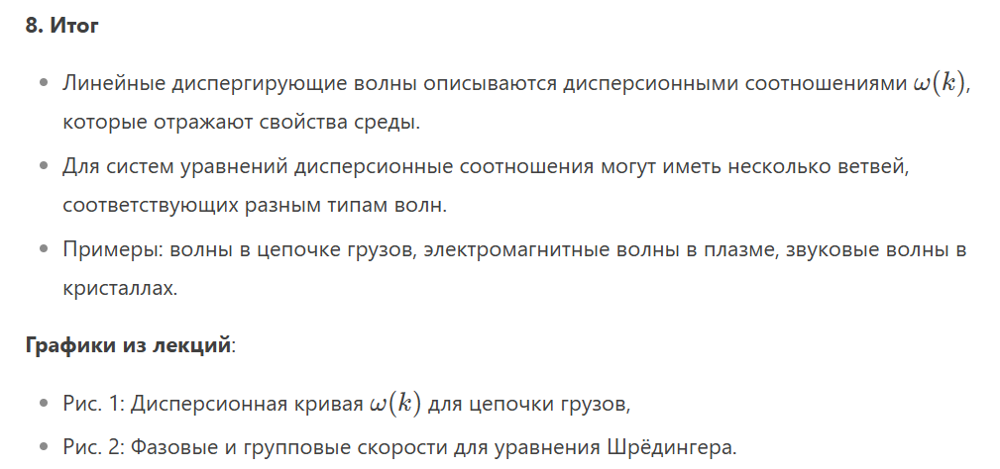 8. Итог
Линейные диспергирующие волны описываются дисперсионными соотношениями ω(k),
которые отражают свойства среды.
Для систем уравнений дисперсионные соотношения могут иметь несколько ветвей,
соответствующих разным типам волн.
Примеры: волны в цепочке грузов, электромагнитные волны в плазме, звуковые волны в
кристаллах.
Графики из лекций:
Рис. 1: Дисперсионная кривая ω(k) для цепочки грузов,
Рис. 2: Фазовые и групповые скорости для уравнения Шрёдингера.